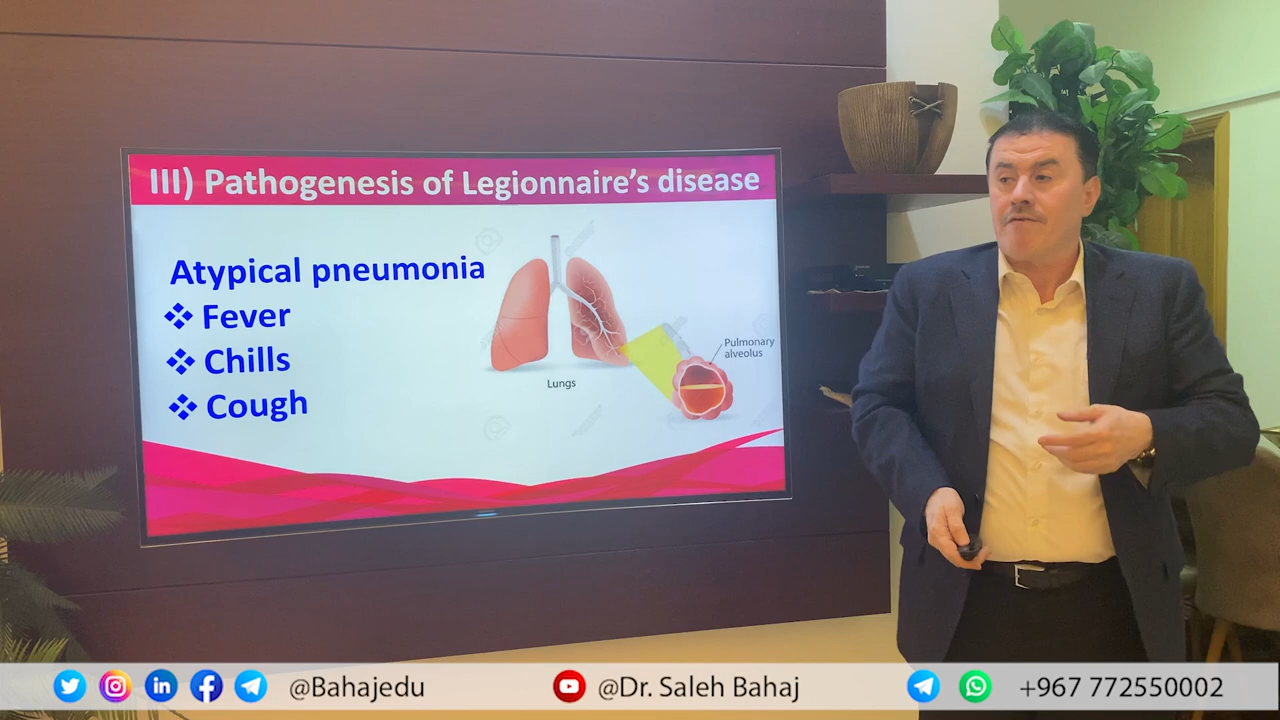 III) Pathogenesis of Legionnaire's disease
Atypical pneumonia
❖ Fever
❖ Chills
❖ Cough
Lungs
Pulmonary
alveolus
@Bahajedu
@Dr. Saleh Bahaj
+967 772550002